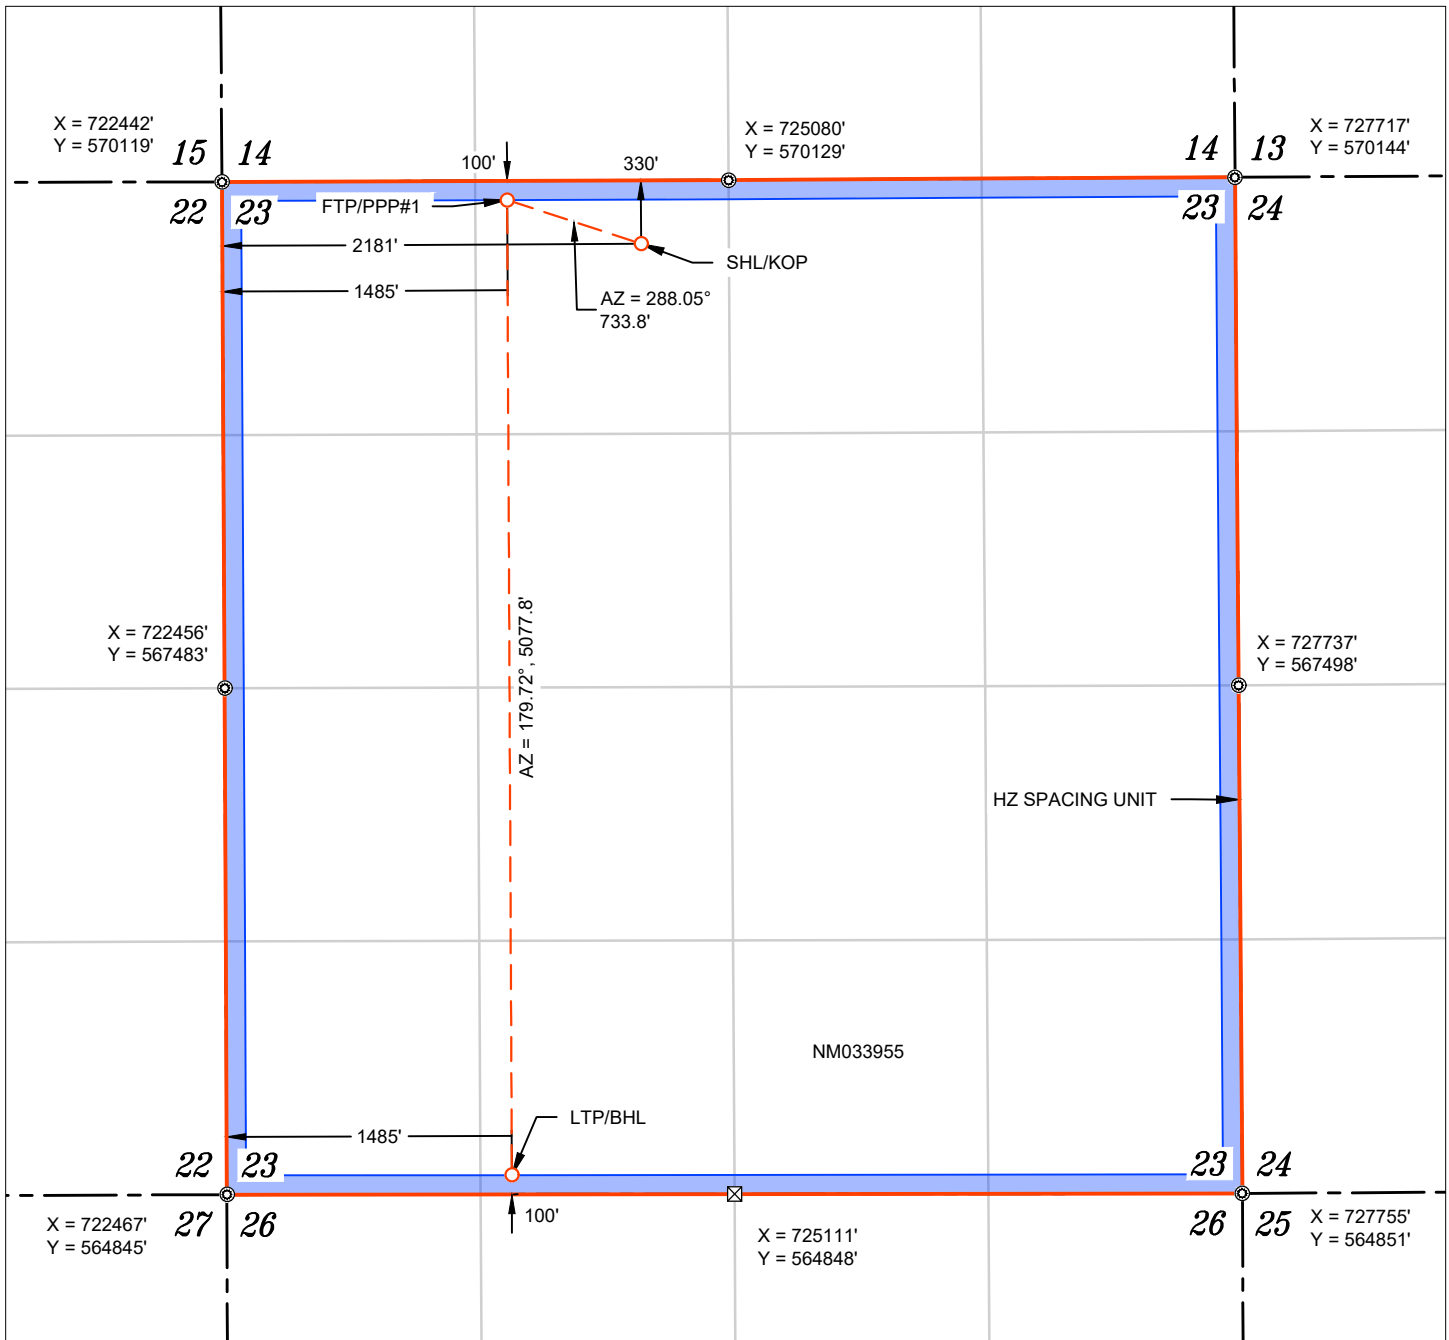 X = 722442'
Y = 570119'
15 14
22 23
100'
330'
X = 725080'
Y = 570129'
14 13
23 24
X = 727717'
Y = 570144'
FTP/PPP#1
2181'
SHL/KOP
1485'
AZ = 288.05°
733.8'
X = 722456'
Y = 567483'
AZ = 179.72°, 5077.8'
X = 727737'
Y = 567498'
HZ SPACING UNIT
NM033955
LTP/BHL
1485'
22 23
27 26
X = 722467'
Y = 564845'
100'
X = 725111'
Y = 564848'
23 24
26 25
X = 727755'
Y = 564851'